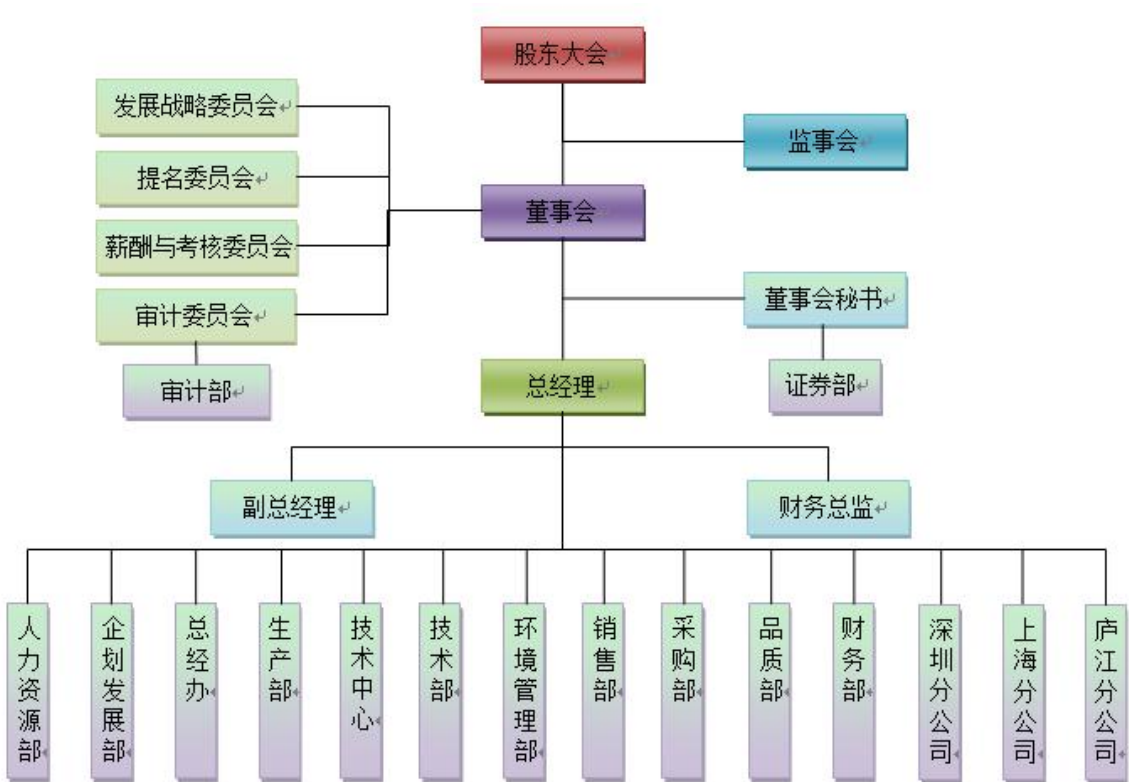 股东大会
发展战略委员会
监事会
提名委员会
董事会
薪酬与考核委员会
审计委员会
董事会秘书
审计部
总经理
证券部
副总经理
财务总监
人力资源部
企划发展部
总经办
生产部
技术中心
技术部
环境管理部
销售部
采购部
品质部
财务部
深圳分公司
上海分公司
庐江分公司